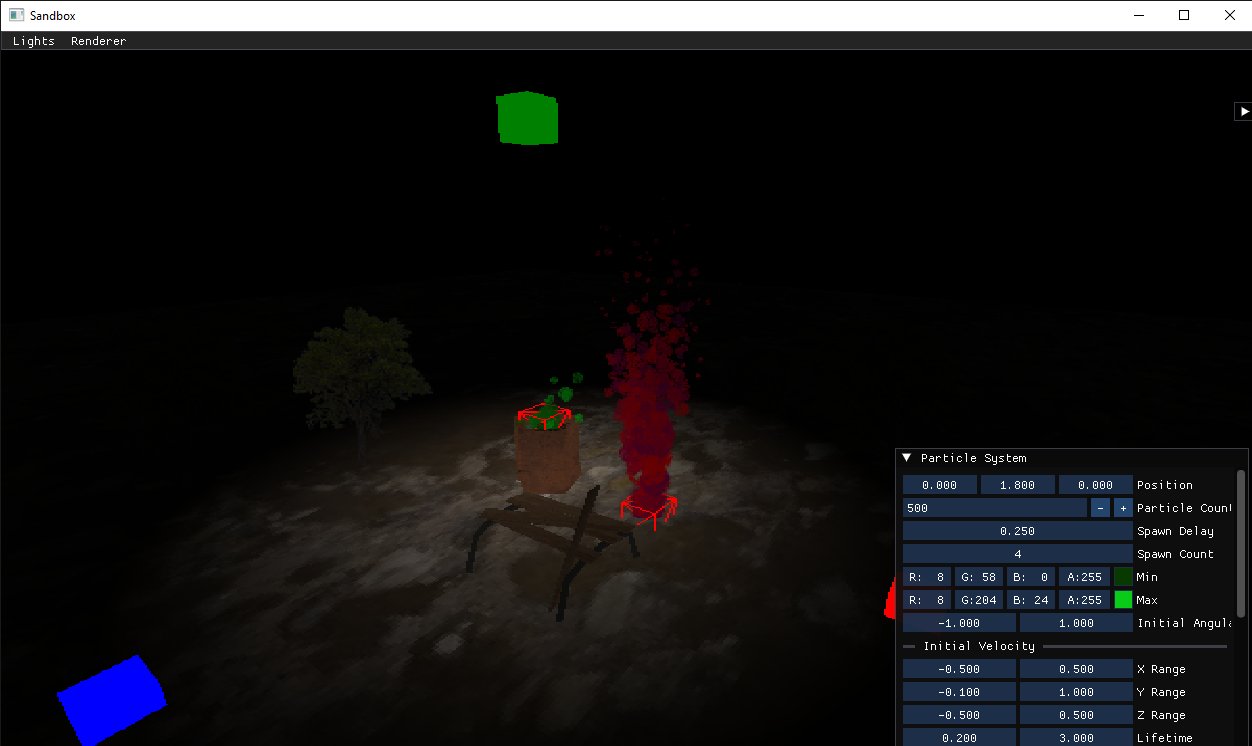 Sandbox
Lights Renderer
Particle System
0.000 1.800 0.000 Position
500 - + Particle Coun
0.250 Spawn Delay
4 Spawn Count
R: 8 G: 58 B: 0 A:255 Min
R: 8 G:204 B: 24 A:255 Max
-1.000 1.000 Initial Angul
Initial Velocity
-0.500 0.500 X Range
-0.100 1.000 Y Range
-0.500 0.500 Z Range
0.200 3.000 Lifetime